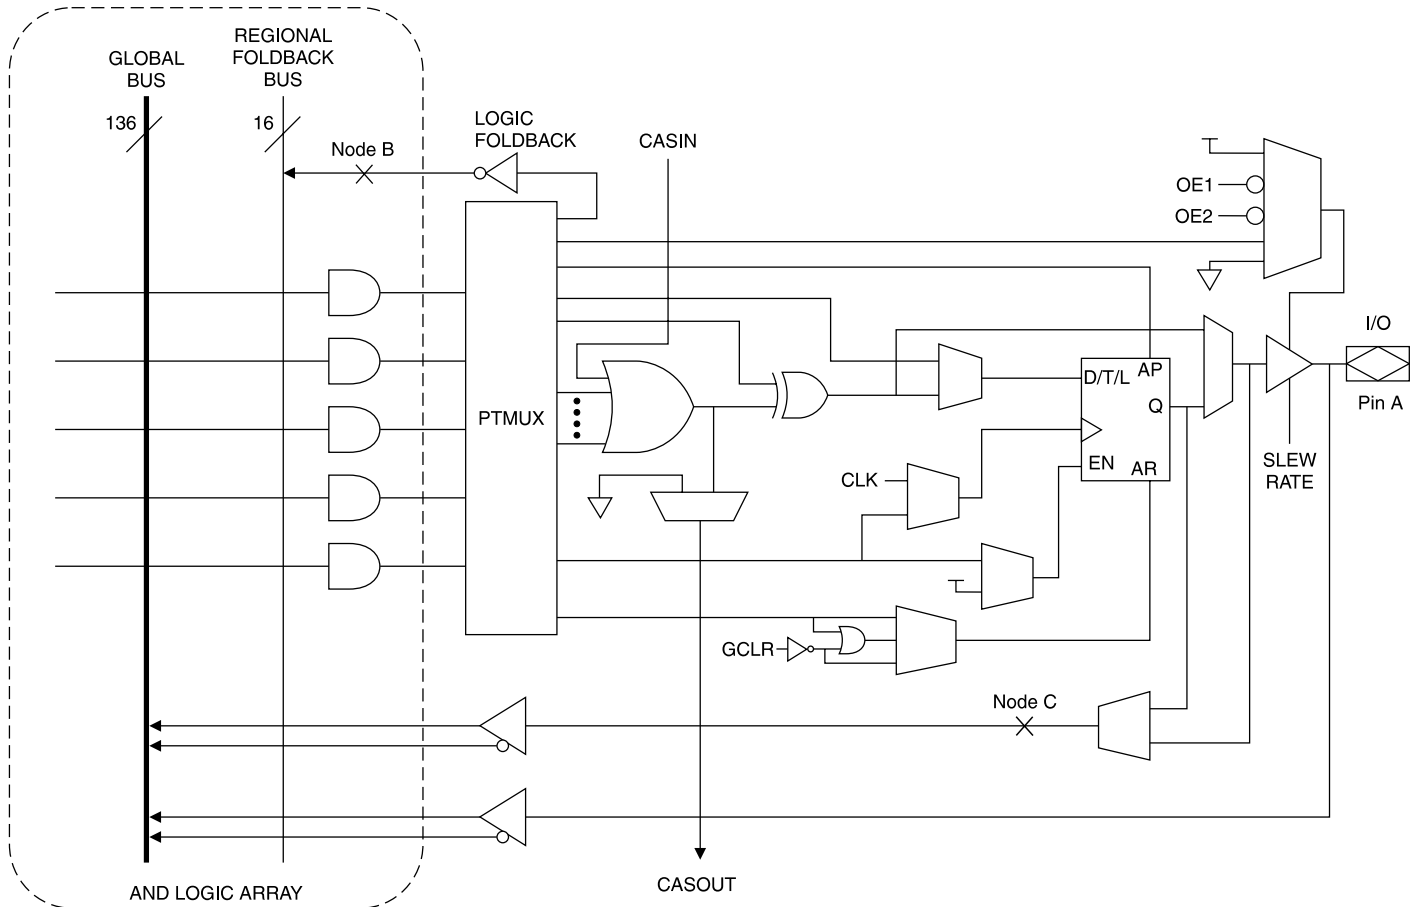 GLOBAL
BUS
REGIONAL
FOLDBACK
BUS
136
16
Node B
LOGIC
FOLDBACK
CASIN
OE1
OE2
I/O
Pin A
PTMUX
D/T/L
AP
Q
EN
AR
CLK
SLEW
RATE
GCLR
Node C
CASOUT
AND LOGIC ARRAY